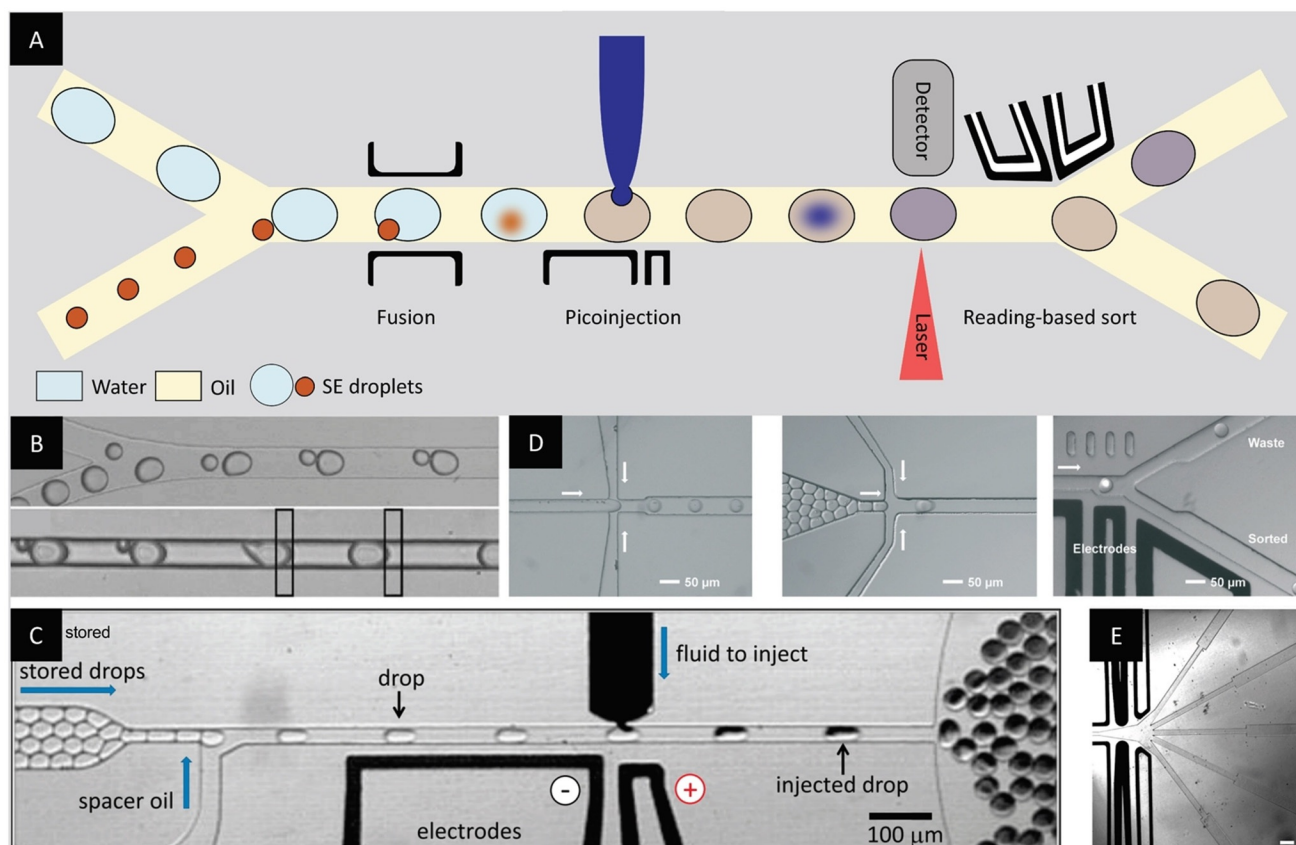 A
Detector
Fusion
Picoinjection
Laser
Reading-based sort
Water
Oil
SE droplets
B
D
50 µm
50 µm
Waste
Electrodes
Sorted
50 µm
C
stored
stored drops
drop
fluid to inject
spacer oil
-
+
injected drop
electrodes
100 µm
E